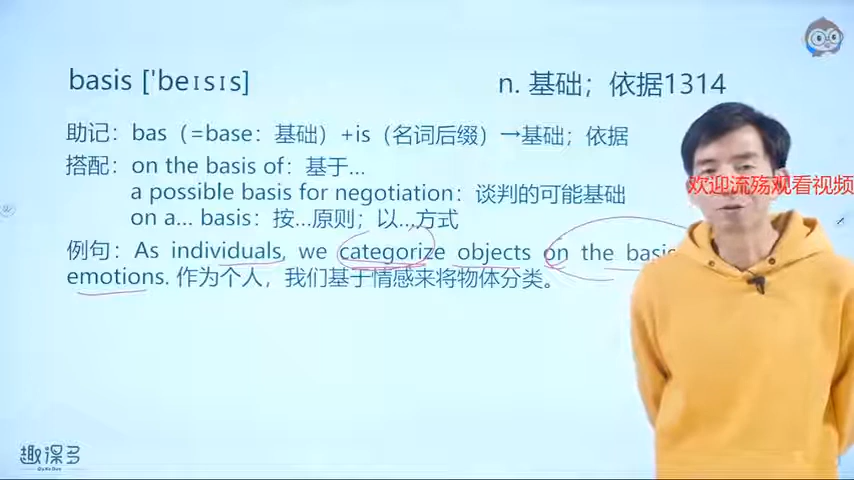 basis ['beɪsɪs] n. 基础；依据1314
助记：bas（=base：基础）+is（名词后缀）→基础；依据
搭配：on the basis of：基于...
欢迎流殇观看视频
a possible basis for negotiation：谈判的可能基础
on a... basis：按...原则；以...方式
例句：As individuals, we categorize objects on the basis
emotions. 作为个人，我们基于情感来将物体分类。
趣课多